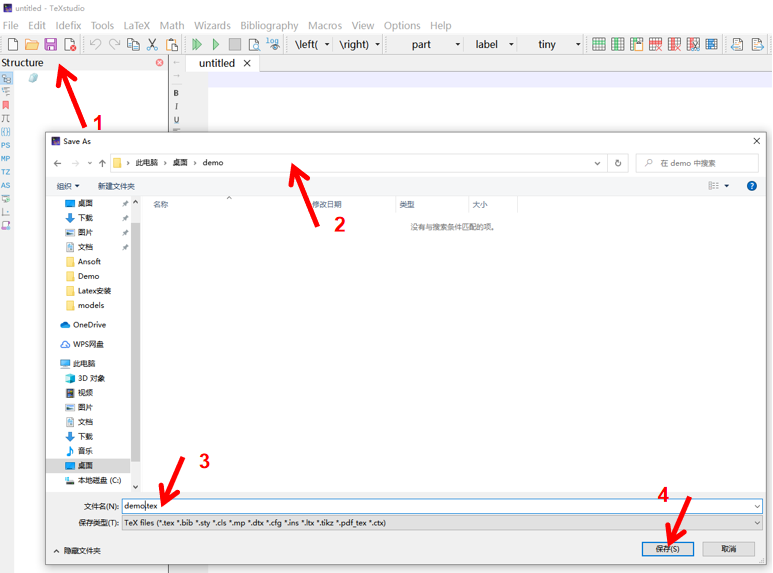 untitled - TeXstudio
File Edit Idefix Tools LaTeX Math Wizards Bibliography Macros View Options Help
log \left( \right) part label tiny
Structure
untitled
1
B
I
U
PS
MP
TZ
AS
Save As
此电脑 桌面 demo
在 demo 中搜索
2
组织 新建文件夹
名称 修改日期 类型 大小
没有与搜索条件匹配的项。
桌面
下载
图片
文档
Ansoft
Demo
Latex安装
models
OneDrive
WPS网盘
此电脑
3D 对象
视频
图片
文档
下载
音乐
桌面
本地磁盘 (C:)
3
4
文件名(N): demo.tex
保存类型(T): TeX files (*.tex *.bib *.sty *.cls *.mp *.dtx *.cfg *.ins *.ltx *.tikz *.pdf_tex *.ctx)
隐藏文件夹
保存(S) 取消